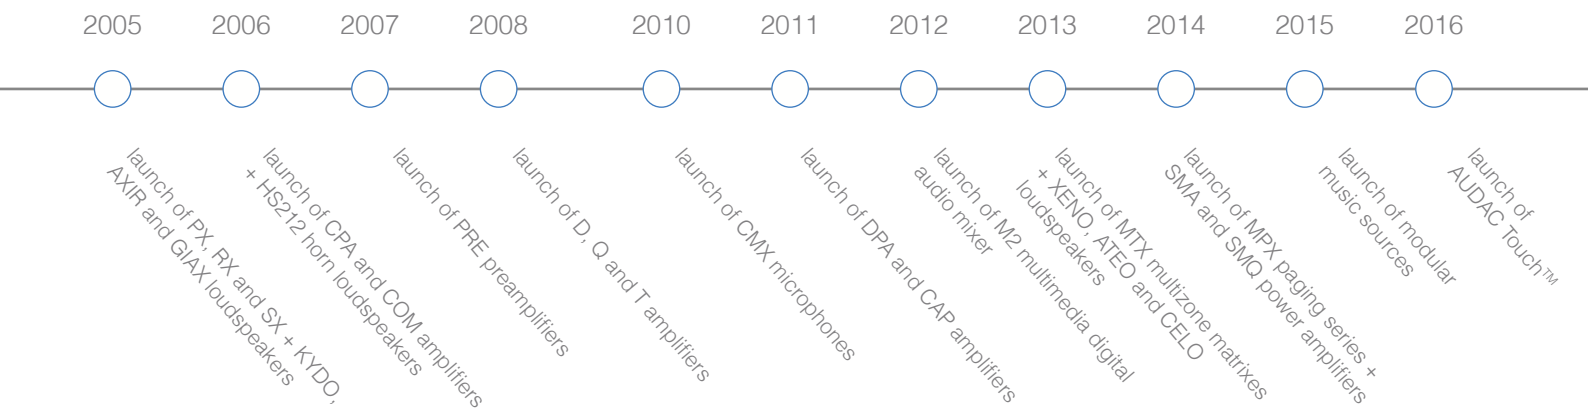 2005
2006
2007
2008
2010
2011
2012
2013
2014
2015
2016
launch of PX, RX and SX + KYDO,
AXIR and GIAX loudspeakers
launch of CPA and COM amplifiers
+ HS212 horn loudspeakers
launch of PRE preamplifiers
launch of D, Q and T amplifiers
launch of CMX microphones
launch of DPA and CAP amplifiers
launch of M2 multimedia digital
audio mixer
launch of MTX multizone matrixes
+ XENO, ATEO and CELO
loudspeakers
launch of MPX paging series +
SMA and SMQ power amplifiers
launch of modular
music sources
launch of
AUDAC Touch™